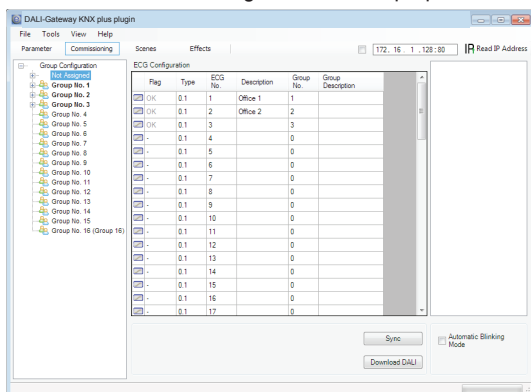 DALI-Gateway KNX plus plugin
File Tools View Help
Parameter Commissioning Scenes Effects 172. 16 . 1 .128:80 Read IP Address
Group Configuration
Not Assigned
Group No. 1
Group No. 2
Group No. 3
Group No. 4
Group No. 5
Group No. 6
Group No. 7
Group No. 8
Group No. 9
Group No. 10
Group No. 11
Group No. 12
Group No. 13
Group No. 14
Group No. 15
Group No. 16 (Group 16)
ECG Configuration
Flag Type ECG No. Description Group No. Group Description
OK 0.1 1 Office 1 1
OK 0.1 2 Office 2 2
OK 0.1 3 3
- 0.1 4 0
- 0.1 5 0
- 0.1 6 0
- 0.1 7 0
- 0.1 8 0
- 0.1 9 0
- 0.1 10 0
- 0.1 11 0
- 0.1 12 0
- 0.1 13 0
- 0.1 14 0
- 0.1 15 0
- 0.1 16 0
- 0.1 17 0
Sync
Download DALI
Automatic Blinking
Mode